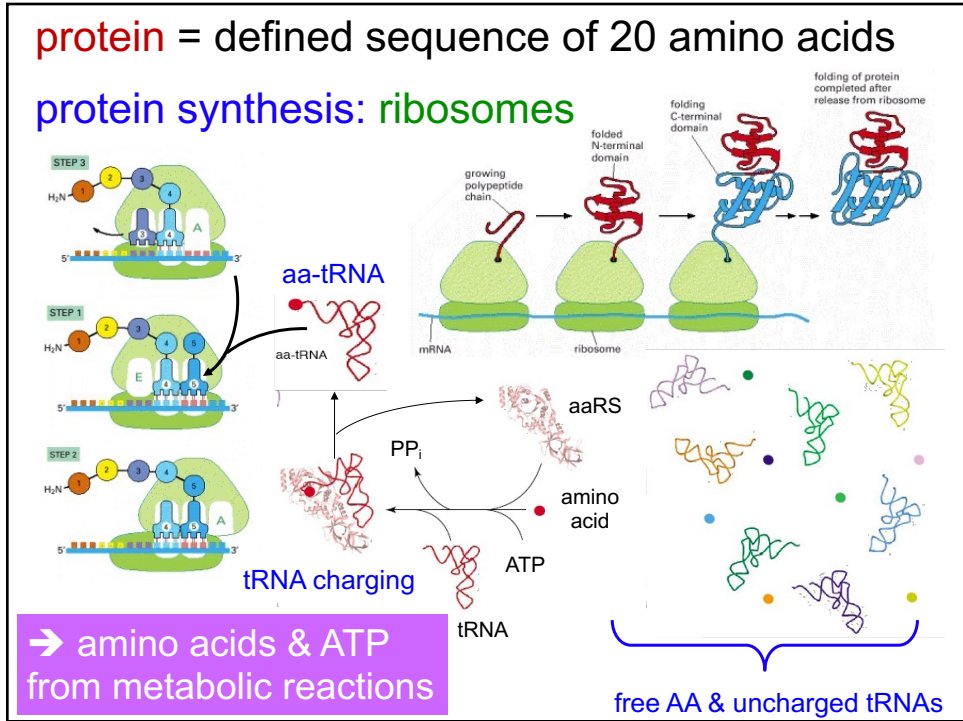 protein = defined sequence of 20 amino acids
protein synthesis: ribosomes
folding of protein
completed after
release from ribosome
folding
C-terminal
domain
folded
N-terminal
domain
growing
polypeptide
chain
mRNA
ribosome
STEP 3
H₂N
1
2
3
4
3
4
A
5'
3'
STEP 1
H₂N
1
2
3
4
5
E
4
5
5'
3'
STEP 2
H₂N
1
2
3
4
5
4
5
A
5'
3'
aa-tRNA
aa-tRNA
aaRS
PPᵢ
amino
acid
ATP
tRNA charging
tRNA
➔ amino acids & ATP
from metabolic reactions
free AA & uncharged tRNAs